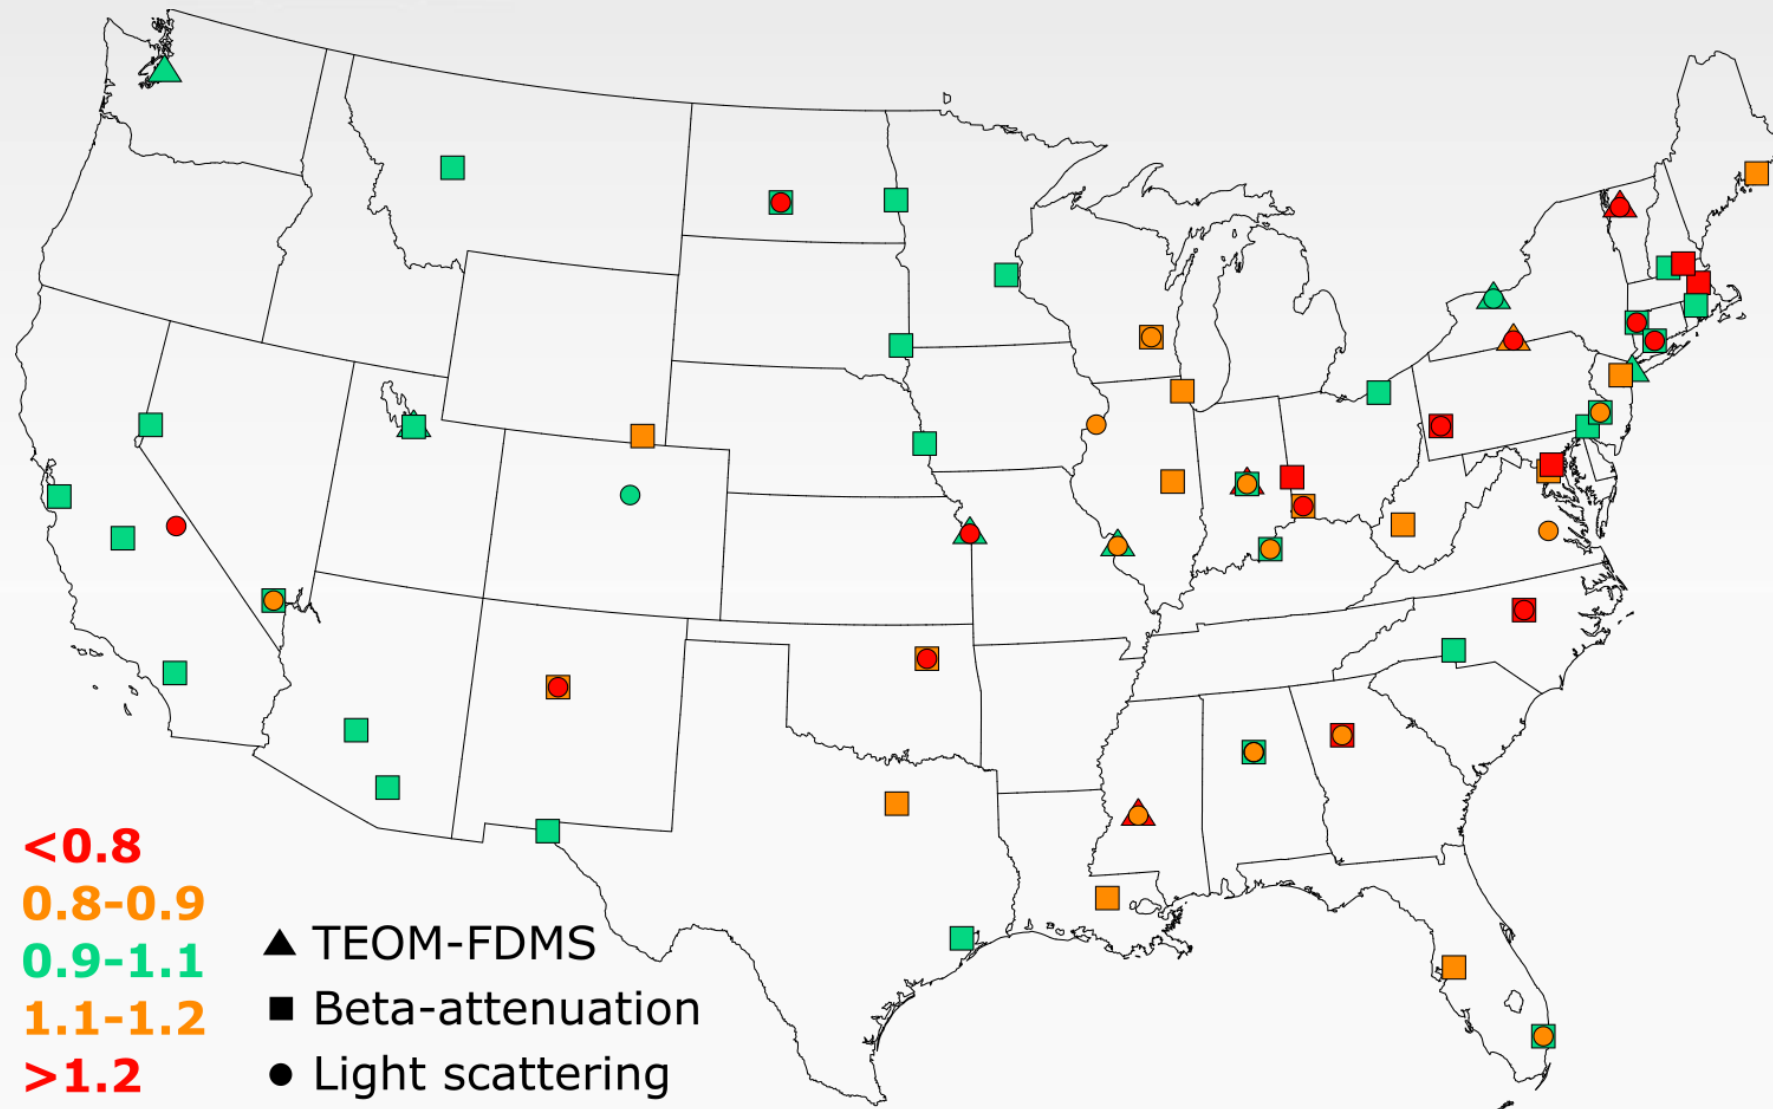 <0.8
0.8-0.9
0.9-1.1
1.1-1.2
>1.2
TEOM-FDMS
Beta-attenuation
Light scattering